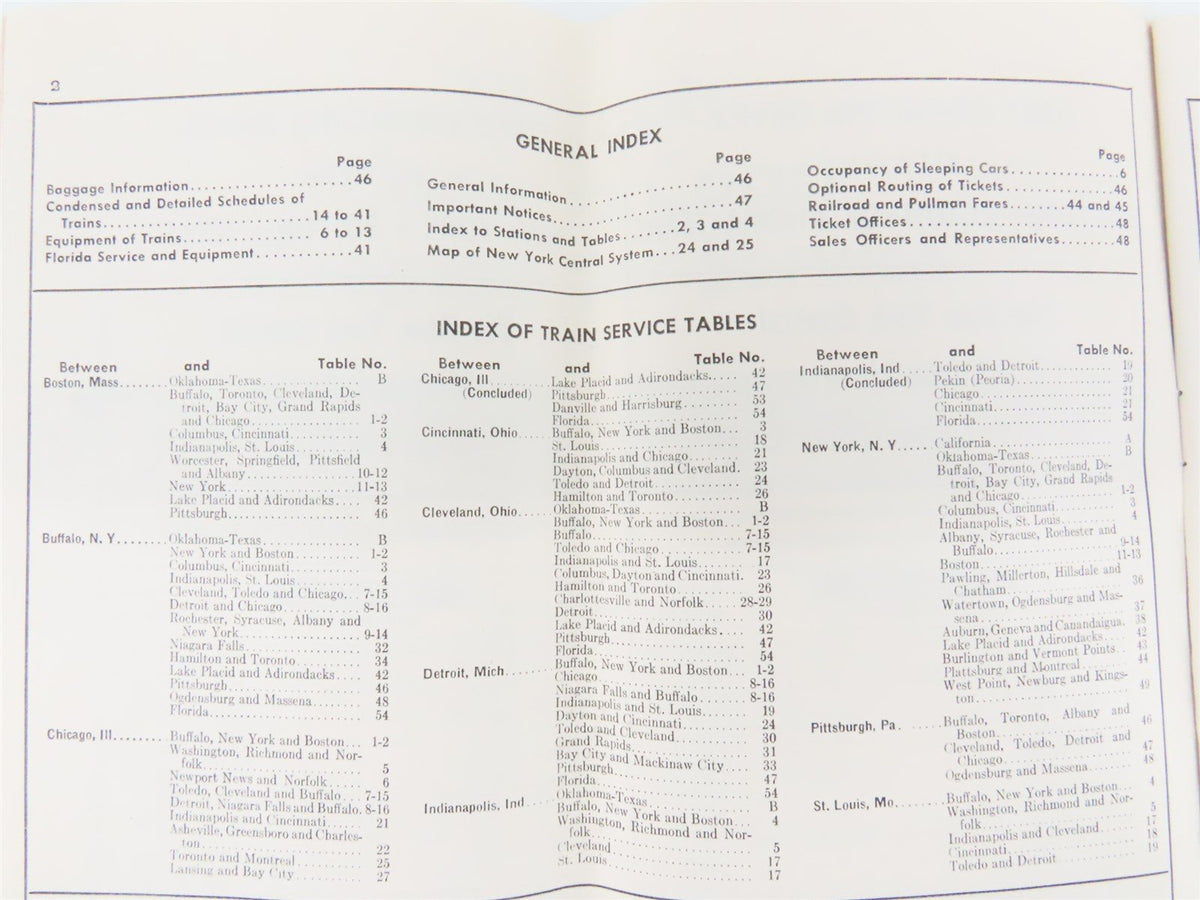 2
GENERAL INDEX
Page
Baggage Information....................46
Condensed and Detailed Schedules of
Trains..........................14 to 41
Equipment of Trains................ 6 to 13
Florida Service and Equipment............41
Page
General Information....................46
Important Notices......................47
Index to Stations and Tables.......2, 3 and 4
Map of New York Central System...24 and 25
Page
Occupancy of Sleeping Cars..............6
Optional Routing of Tickets..............46
Railroad and Pullman Fares.......44 and 45
Ticket Offices..........................48
Sales Officers and Representatives........48
INDEX OF TRAIN SERVICE TABLES
Between and Table No.
Boston, Mass.......Oklahoma-Texas............. B
Buffalo, Toronto, Cleveland, De-
troit, Bay City, Grand Rapids
and Chicago................ 1-2
Columbus, Cincinnati.......... 3
Indianapolis, St. Louis.......... 4
Worcester, Springfield, Pittsfield
and Albany................10-12
New York....................11-13
Lake Placid and Adirondacks.... 42
Pittsburgh.................... 46
Buffalo, N. Y.......Oklahoma-Texas............. B
New York and Boston......... 1-2
Columbus, Cincinnati.......... 3
Indianapolis, St. Louis.......... 4
Cleveland, Toledo and Chicago... 7-15
Detroit and Chicago........... 8-16
Rochester, Syracuse, Albany and
New York.................. 9-14
Niagara Falls.................. 32
Hamilton and Toronto.......... 34
Lake Placid and Adirondacks.... 42
Pittsburgh.................... 46
Ogdensburg and Massena....... 48
Florida....................... 54
Chicago, Ill........Buffalo, New York and Boston... 1-2
Washington, Richmond and Nor-
folk....................... 5
Newport News and Norfolk..... 6
Toledo, Cleveland and Buffalo... 7-15
Detroit, Niagara Falls and Buffalo. 8-16
Indianapolis and Cincinnati...... 21
Asheville, Greensboro and Charles-
ton........................ 22
Toronto and Montreal.......... 25
Lansing and Bay City.......... 27
Between and Table No.
Chicago, Ill..........Lake Placid and Adirondacks..... 42
(Concluded) Pittsburgh.................... 47
Danville and Harrisburg........ 53
Florida....................... 54
Cincinnati, Ohio.....Buffalo, New York and Boston... 3
St. Louis...................... 18
Indianapolis and Chicago........ 21
Dayton, Columbus and Cleveland. 23
Toledo and Detroit............. 24
Hamilton and Toronto.......... 26
Cleveland, Ohio.....Oklahoma-Texas............. B
Buffalo, New York and Boston... 1-2
Buffalo....................... 7-15
Toledo and Chicago............ 7-15
Indianapolis and St. Louis....... 17
Columbus, Dayton and Cincinnati. 23
Hamilton and Toronto.......... 26
Charlottesville and Norfolk...... 28-29
Detroit....................... 30
Lake Placid and Adirondacks.... 42
Pittsburgh.................... 47
Florida....................... 54
Detroit, Mich.......Buffalo, New York and Boston... 1-2
Chicago...................... 8-16
Niagara Falls and Buffalo....... 8-16
Indianapolis and St. Louis....... 19
Dayton and Cincinnati.......... 24
Toledo and Cleveland........... 30
Grand Rapids................. 31
Bay City and Mackinaw City.... 33
Pittsburgh.................... 47
Florida....................... 54
Oklahoma-Texas............. B
Indianapolis, Ind....Buffalo, New York and Boston... 4
Washington, Richmond and Nor-
folk....................... 5
Cleveland..................... 17
St. Louis...................... 17
Between and Table No.
Indianapolis, Ind.....Toledo and Detroit............. 19
(Concluded) Pekin (Peoria)................. 20
Chicago...................... 21
Cincinnati.................... 21
Florida....................... 54
New York, N. Y.....California.................... A
Oklahoma-Texas............. B
Buffalo, Toronto, Cleveland, De-
troit, Bay City, Grand Rapids
and Chicago................ 1-2
Columbus, Cincinnati.......... 3
Indianapolis, St. Louis.......... 4
Albany, Syracuse, Rochester and
Buffalo.................... 9-14
Boston....................... 11-13
Pawling, Millerton, Hillsdale and
Chatham................... 36
Watertown, Ogdensburg and Mas-
sena....................... 37
Auburn, Geneva and Canandaigua. 38
Lake Placid and Adirondacks.... 42
Burlington and Vermont Points.. 43
Plattsburg and Montreal........ 44
West Point, Newburg and Kings-
ton........................ 49
Pittsburgh, Pa.......Buffalo, Toronto, Albany and
Boston..................... 46
Cleveland, Toledo, Detroit and
Chicago.................... 47
Ogdensburg and Massena....... 48
St. Louis, Mo........Buffalo, New York and Boston... 4
Washington, Richmond and Nor-
folk....................... 5
Indianapolis and Cleveland...... 17
Cincinnati.................... 18
Toledo and Detroit............. 19